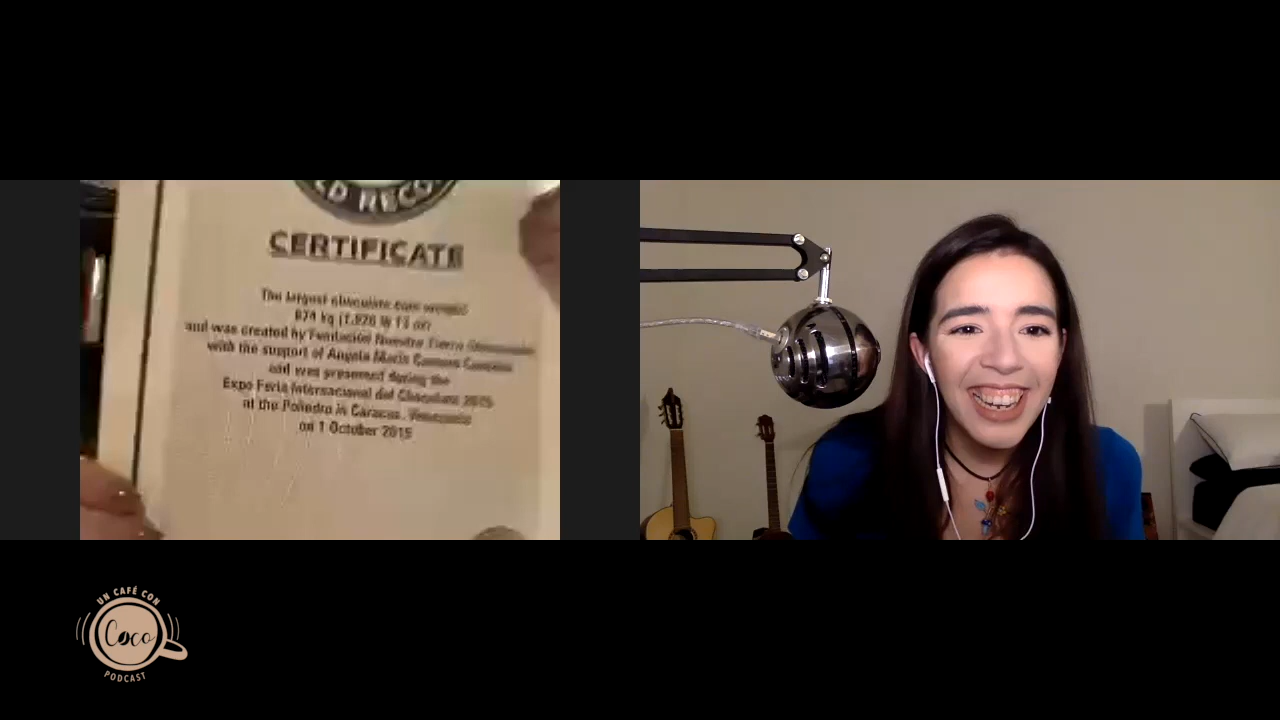 LD RECO
CERTIFICATE
The largest chocolate coin weighs
874 kg (1,926 lb 13 oz)
and was created by Fundación Nuestra Tierra
with the support of Angela María
and was presented during the
Expo Feria Internacional del Chocolate 2015
at the Poliedro in Caracas, Venezuela
on 1 October 2015
UN CAFÉ CON
Coco
PODCAST